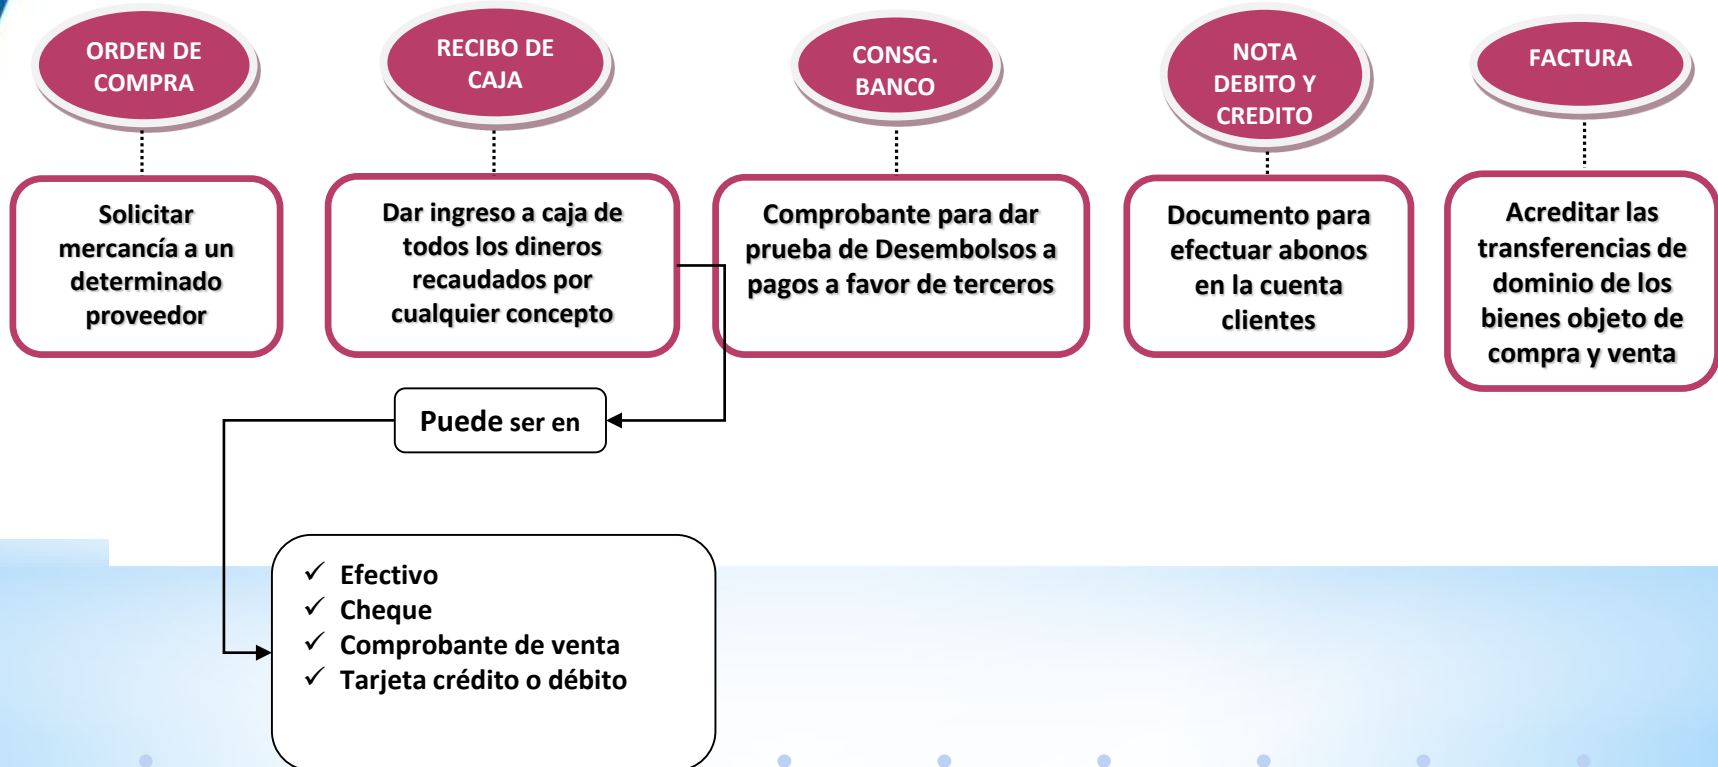 ORDEN DE
COMPRA
Solicitar
mercancía a un
determinado
proveedor
RECIBO DE
CAJA
Dar ingreso a caja de
todos los dineros
recaudados por
cualquier concepto
CONSG.
BANCO
Comprobante para dar
prueba de Desembolsos a
pagos a favor de terceros
NOTA
DEBITO Y
CREDITO
Documento para
efectuar abonos
en la cuenta
clientes
FACTURA
Acreditar las
transferencias de
dominio de los
bienes objeto de
compra y venta
Puede ser en
✓ Efectivo
✓ Cheque
✓ Comprobante de venta
✓ Tarjeta crédito o débito